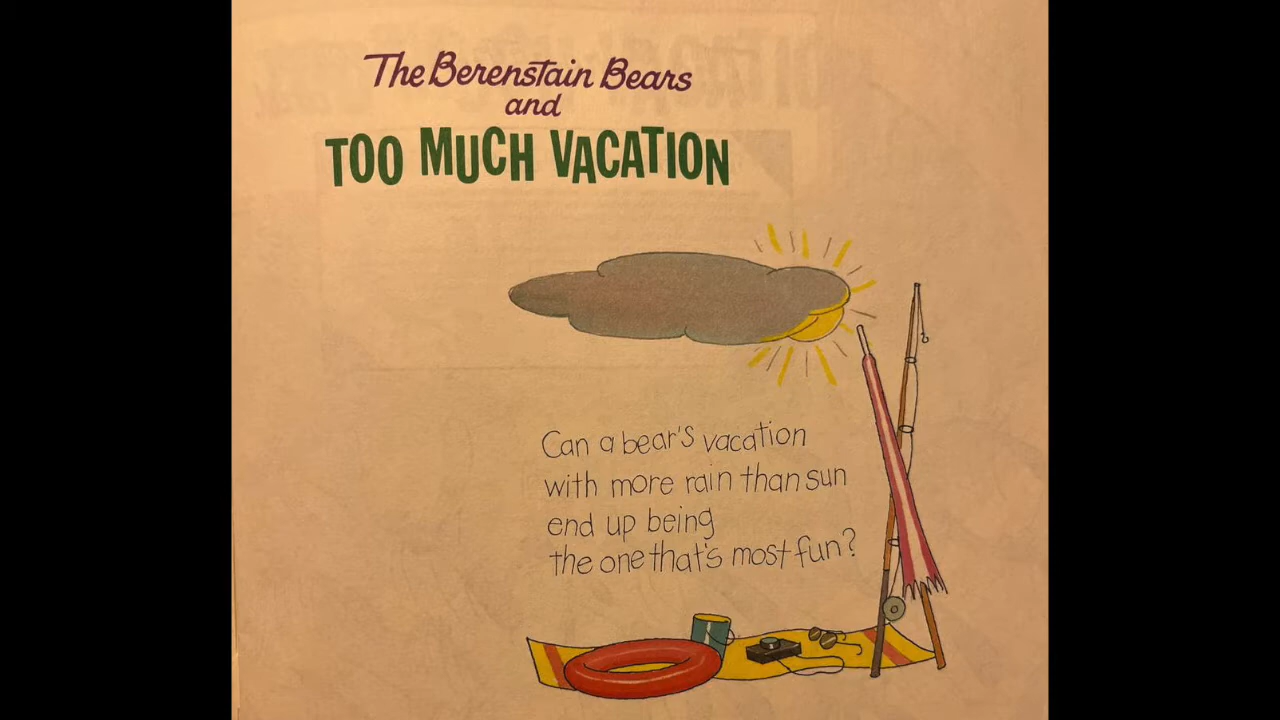 The Berenstain Bears
and
TOO MUCH VACATION
Can a bear's vacation
with more rain than sun
end up being
the one that's most fun?